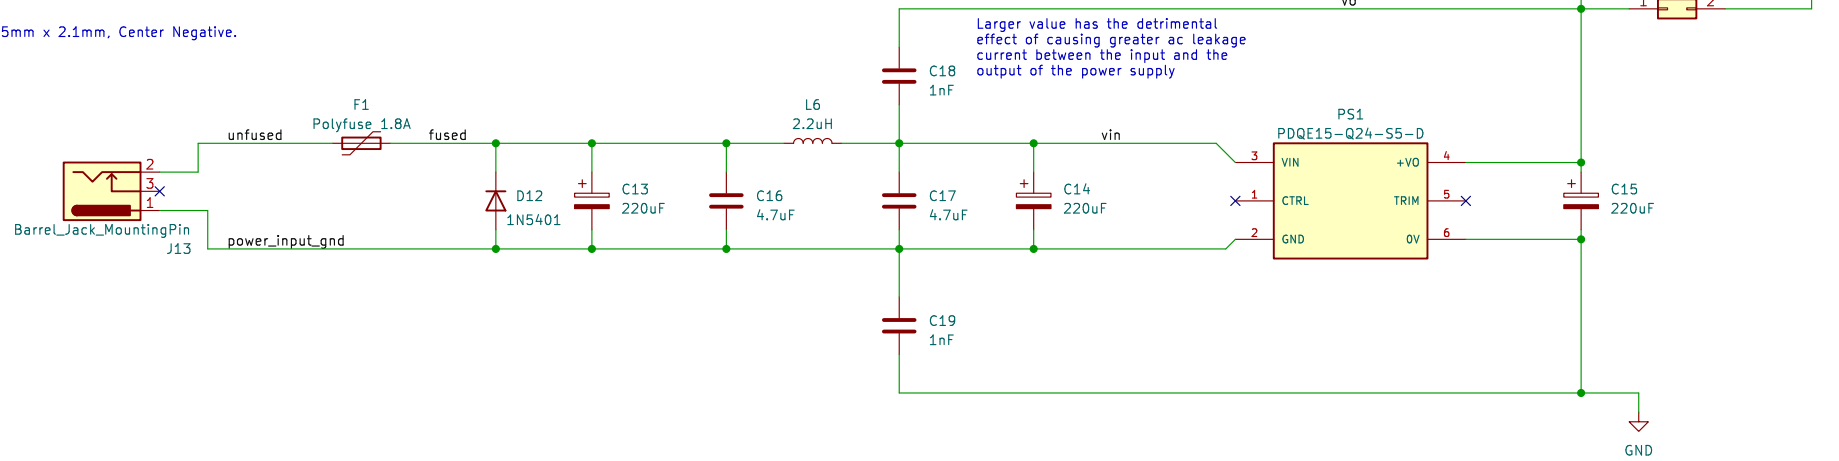 Vo
1
2
5mm x 2.1mm, Center Negative.
Larger value has the detrimental
effect of causing greater ac leakage
current between the input and the
output of the power supply
C18
1nF
F1
Polyfuse 1.8A
unfused
fused
L6
2.2uH
vin
PS1
PDQE15-Q24-S5-D
2
3
1
Barrel_Jack_MountingPin
J13
power_input_gnd
D12
1N5401
+
C13
220uF
C16
4.7uF
C17
4.7uF
+
C14
220uF
3
VIN
1
CTRL
2
GND
+VO
4
TRIM
5
0V
6
+
C15
220uF
C19
1nF
GND